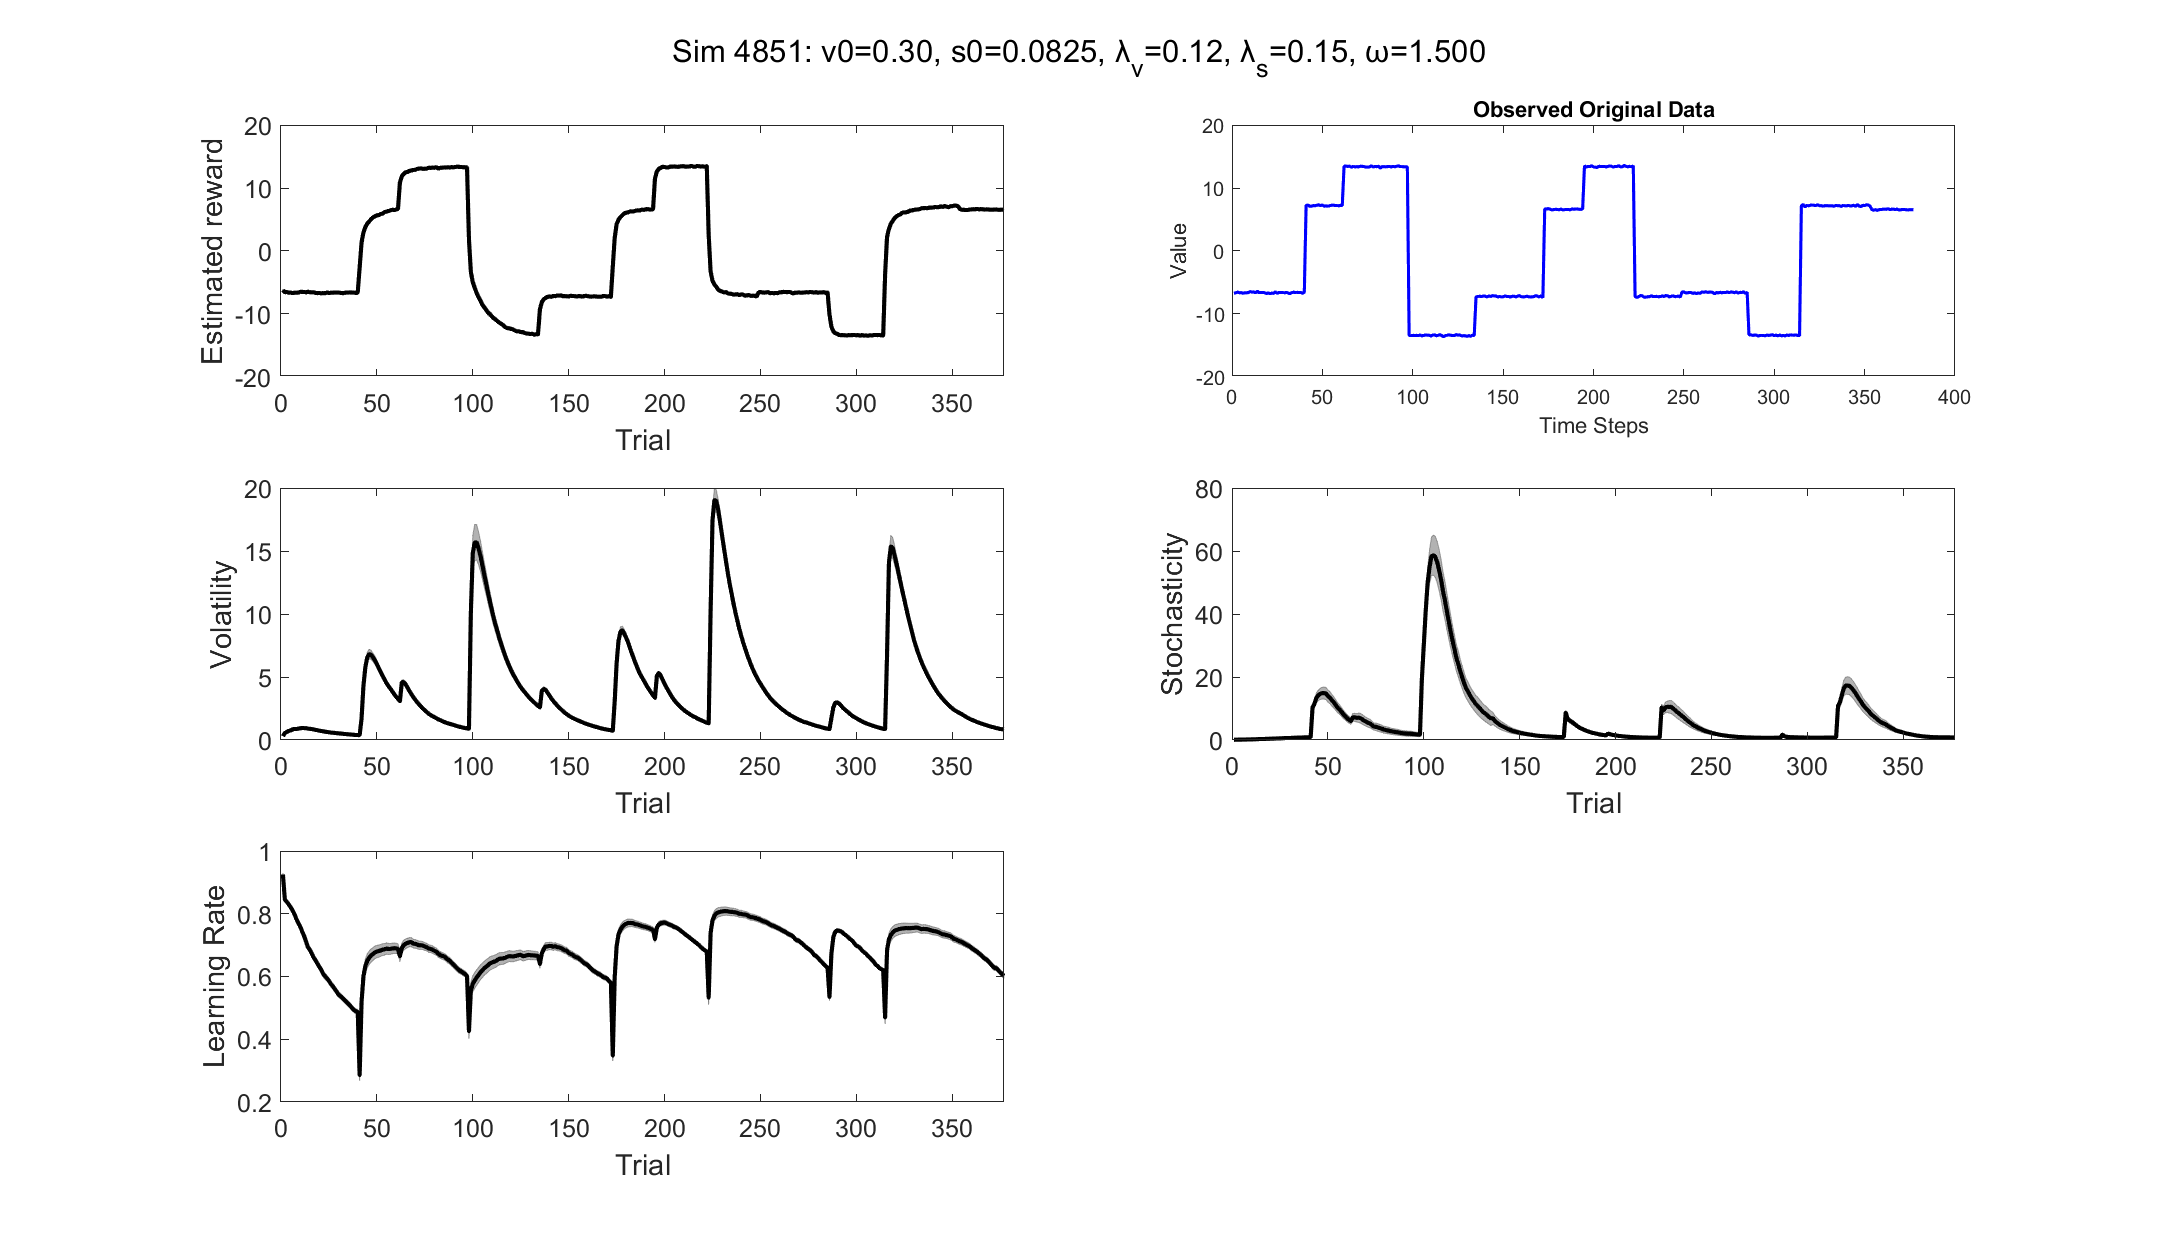 Sim 4851: v0=0.30, s0=0.0825, λ_v=0.12, λ_s=0.15, ω=1.500
Estimated reward
20
10
0
-10
-20
0 50 100 150 200 250 300 350
Trial
Observed Original Data
Value
20
10
0
-10
-20
0 50 100 150 200 250 300 350 400
Time Steps
Volatility
20
15
10
5
0
0 50 100 150 200 250 300 350
Trial
Stochasticity
80
60
40
20
0
0 50 100 150 200 250 300 350
Trial
Learning Rate
1
0.8
0.6
0.4
0.2
0 50 100 150 200 250 300 350
Trial